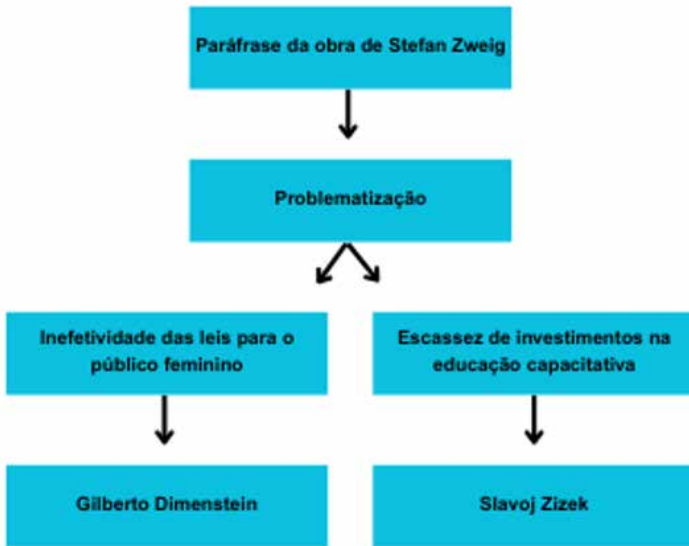 Paráfrase da obra de Stefan Zweig
Problematização
Inefetividade das leis para o
público feminino
Escassez de investimentos na
educação capacitativa
Gilberto Dimenstein
Slavoj Zizek